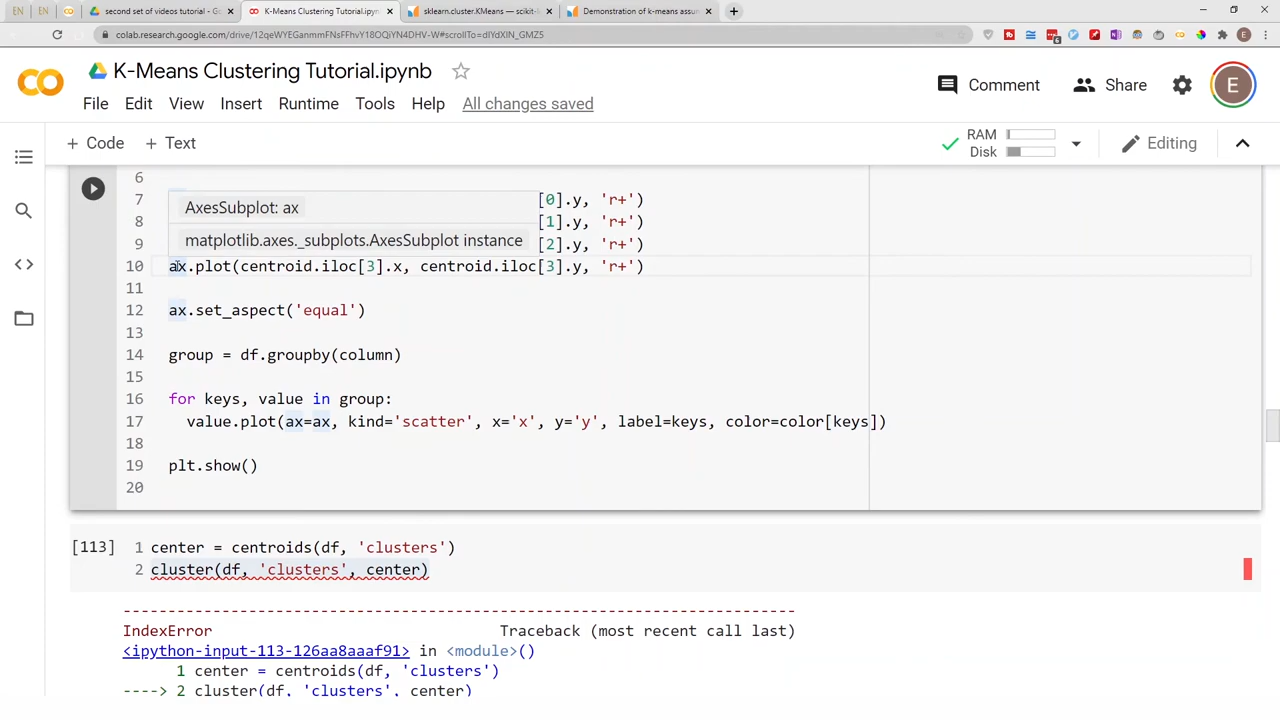 EN
EN
second set of videos tutorial - Go
K-Means Clustering Tutorial.ipynb
sklearn.cluster.KMeans — scikit-l
Demonstration of k-means assum
colab.research.google.com/drive/12qeWYEGanmmFNsFFhvY18OQjYN4DHV-W#scrollTo=dIYdXIN_GMZ5
K-Means Clustering Tutorial.ipynb
Comment
Share
E
File Edit View Insert Runtime Tools Help All changes saved
+ Code + Text
RAM
Disk
Editing
6
7 [0].y, 'r+')
AxesSubplot: ax
8 [1].y, 'r+')
matplotlib.axes._subplots.AxesSubplot instance
9 [2].y, 'r+')
10 ax.plot(centroid.iloc[3].x, centroid.iloc[3].y, 'r+')
11
12 ax.set_aspect('equal')
13
14 group = df.groupby(column)
15
16 for keys, value in group:
17 value.plot(ax=ax, kind='scatter', x='x', y='y', label=keys, color=color[keys])
18
19 plt.show()
20
[113] 1 center = centroids(df, 'clusters')
2 cluster(df, 'clusters', center)
---------------------------------------------------------------------------
IndexError Traceback (most recent call last)
<ipython-input-113-126aa8aaaf91> in <module>()
1 center = centroids(df, 'clusters')
----> 2 cluster(df, 'clusters', center)